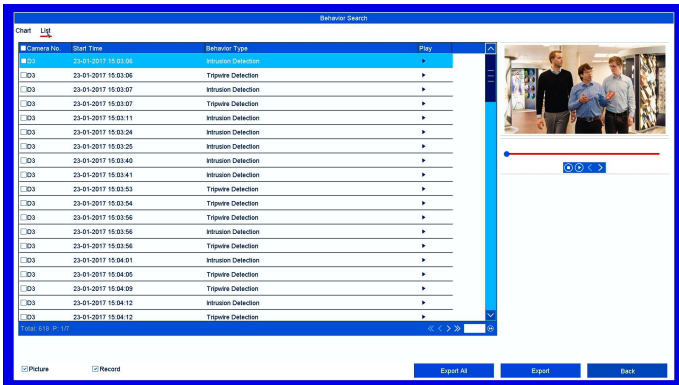 Behavior Search
Chart List
Camera No. Start Time Behavior Type Play
D3 23-01-2017 15:03:06 Intrusion Detection
D3 23-01-2017 15:03:06 Tripwire Detection
D3 23-01-2017 15:03:07 Intrusion Detection
D3 23-01-2017 15:03:07 Tripwire Detection
D3 23-01-2017 15:03:11 Intrusion Detection
D3 23-01-2017 15:03:24 Intrusion Detection
D3 23-01-2017 15:03:25 Intrusion Detection
D3 23-01-2017 15:03:40 Intrusion Detection
D3 23-01-2017 15:03:41 Intrusion Detection
D3 23-01-2017 15:03:53 Tripwire Detection
D3 23-01-2017 15:03:54 Tripwire Detection
D3 23-01-2017 15:03:56 Tripwire Detection
D3 23-01-2017 15:03:56 Intrusion Detection
D3 23-01-2017 15:03:56 Tripwire Detection
D3 23-01-2017 15:04:01 Intrusion Detection
D3 23-01-2017 15:04:05 Tripwire Detection
D3 23-01-2017 15:04:09 Tripwire Detection
D3 23-01-2017 15:04:12 Intrusion Detection
D3 23-01-2017 15:04:12 Tripwire Detection
Total: 618 P: 1/7
Picture Record Export All Export Back